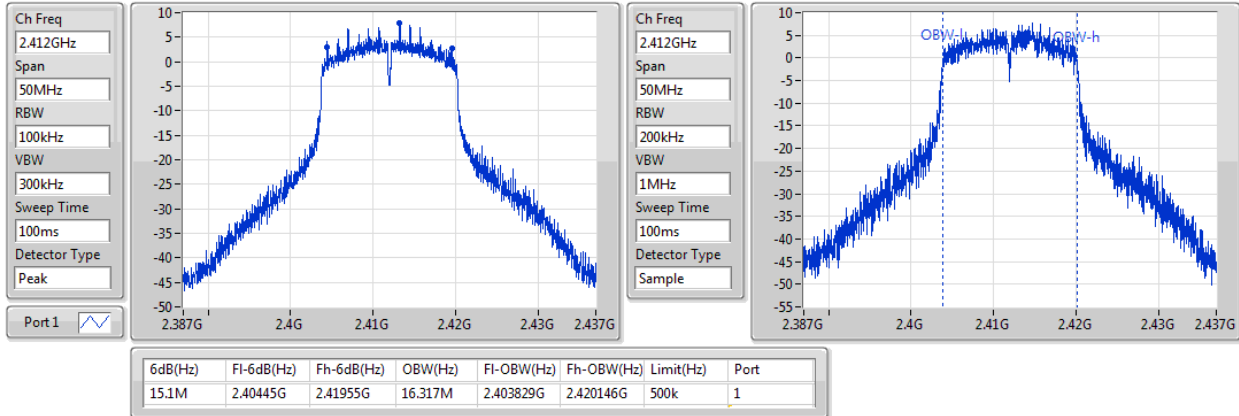 Ch Freq
2.412GHz
Span
50MHz
RBW
100kHz
VBW
300kHz
Sweep Time
100ms
Detector Type
Peak
Port 1
10-
5-
0-
-5-
-10-
-15-
-20-
-25-
-30-
-35-
-40-
-45-
-50-
2.387G 2.4G 2.41G 2.42G 2.43G 2.437G
Ch Freq
2.412GHz
Span
50MHz
RBW
200kHz
VBW
1MHz
Sweep Time
100ms
Detector Type
Sample
10-
5-
0-
-5-
-10-
-15-
-20-
-25-
-30-
-35-
-40-
-45-
-50-
-55-
OBW-l OBW-h
2.387G 2.4G 2.41G 2.42G 2.43G 2.437G
6dB(Hz) Fl-6dB(Hz) Fh-6dB(Hz) OBW(Hz) Fl-OBW(Hz) Fh-OBW(Hz) Limit(Hz) Port
15.1M 2.40445G 2.41955G 16.317M 2.403829G 2.420146G 500k 1